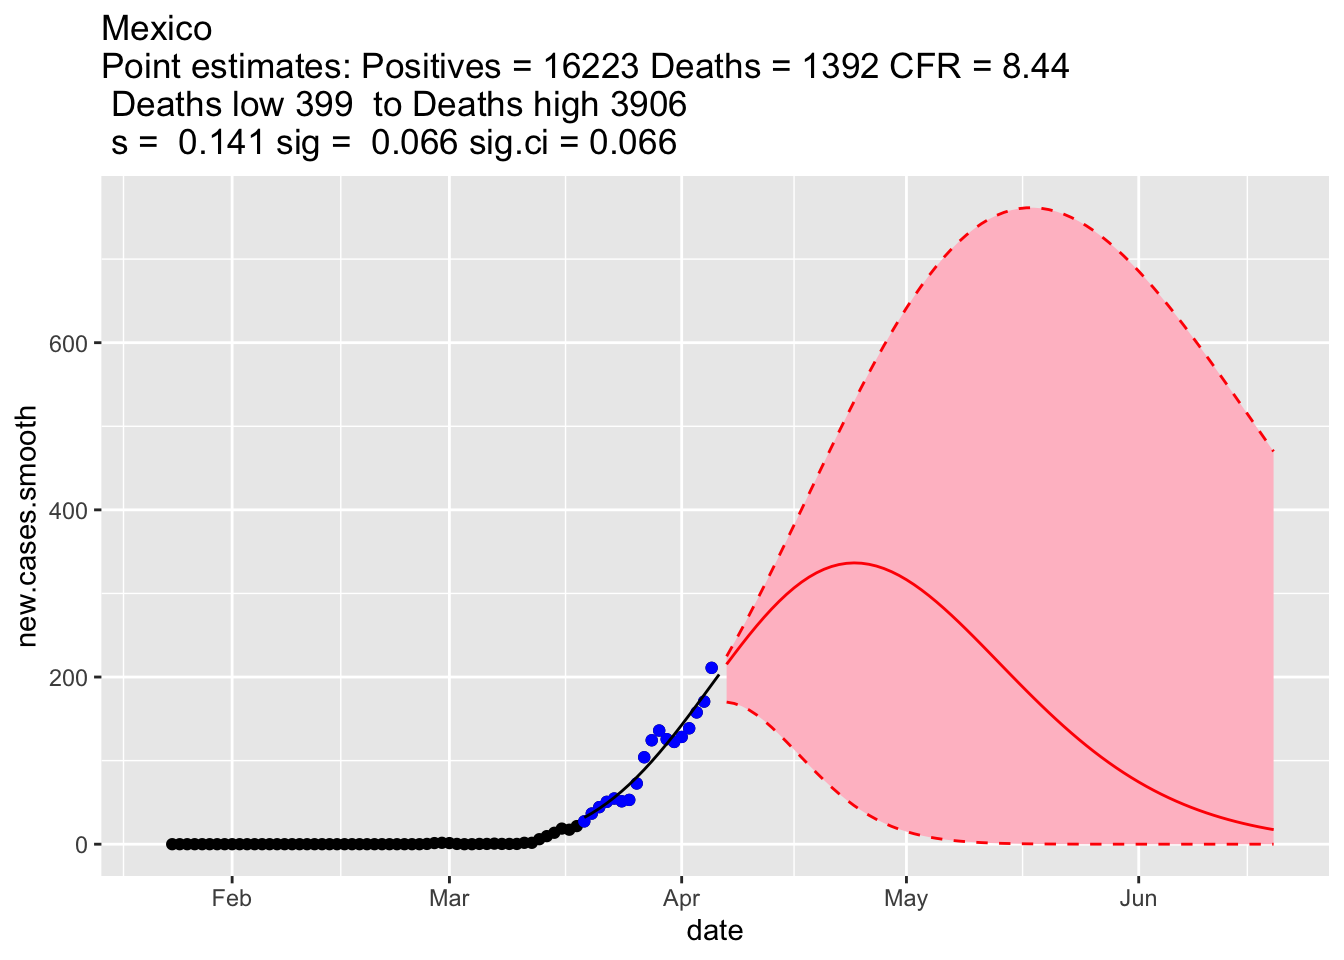 Mexico
Point estimates: Positives = 16223 Deaths = 1392 CFR = 8.44
Deaths low 399  to Deaths high 3906
s =  0.141 sig =  0.066 sig.ci = 0.066
new.cases.smooth
600
400
200
0
Feb Mar Apr May Jun
date